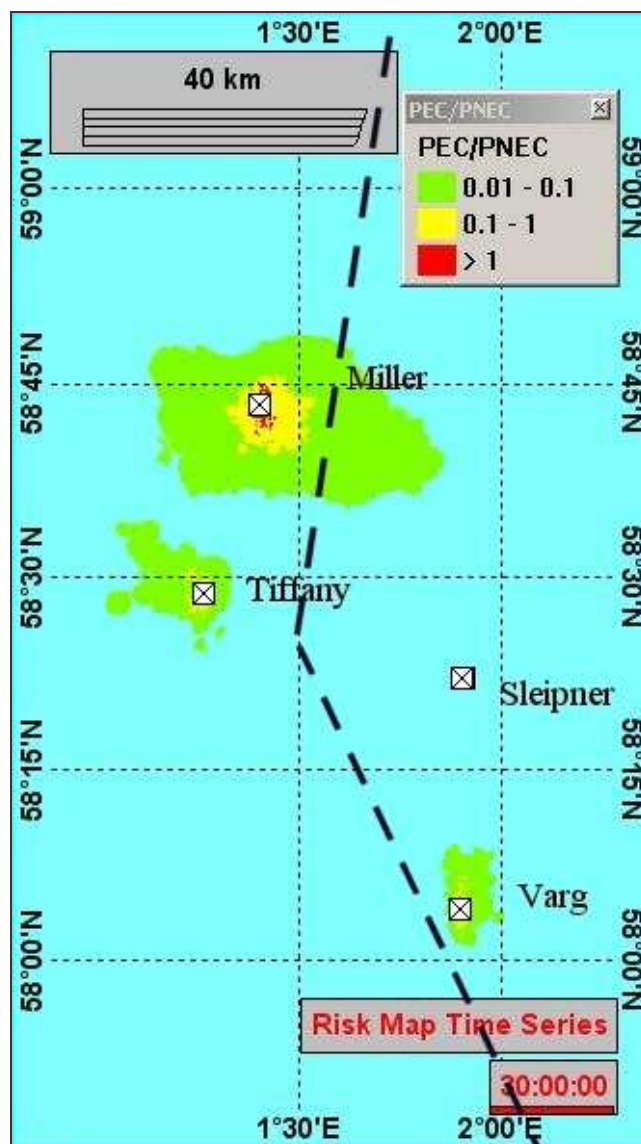 1°30'E 2°00'E
40 km
PEC/PNEC
PEC/PNEC
0.01 - 0.1
0.1 - 1
> 1
59°00'N 59°00'N
Miller
58°45'N 58°45'N
58°30'N 58°30'N
Tiffany
Sleipner
58°15'N 58°15'N
Varg
58°00'N 58°00'N
Risk Map Time Series
30:00:00
1°30'E 2°00'E